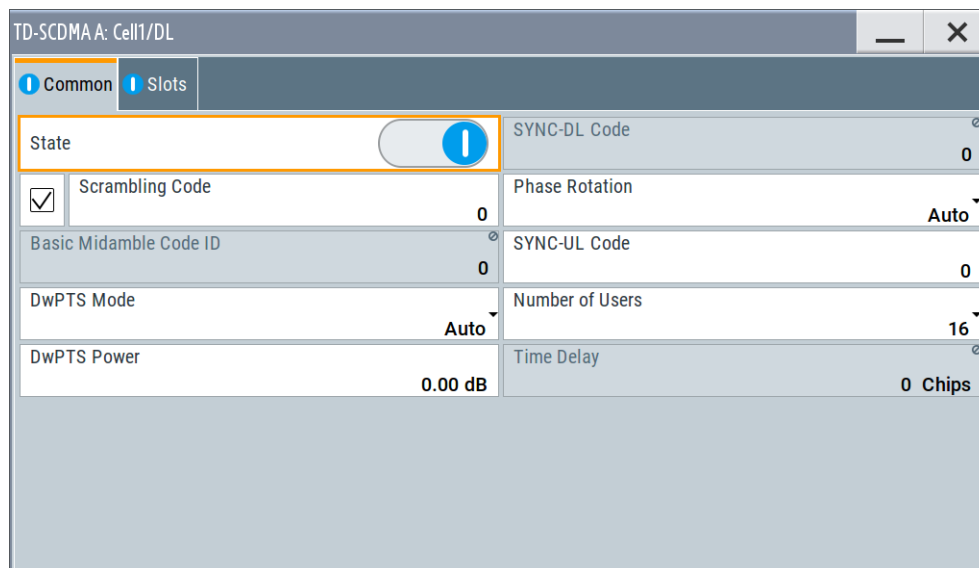 TD-SCDMA A: Cell1/DL
Common Slots
State
SYNC-DL Code
0
Scrambling Code
0
Phase Rotation
Auto
Basic Midamble Code ID
0
SYNC-UL Code
0
DwPTS Mode
Auto
Number of Users
16
DwPTS Power
0.00 dB
Time Delay
0 Chips